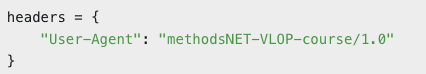 headers = {
    "User-Agent": "methodsNET-VLOP-course/1.0"
}